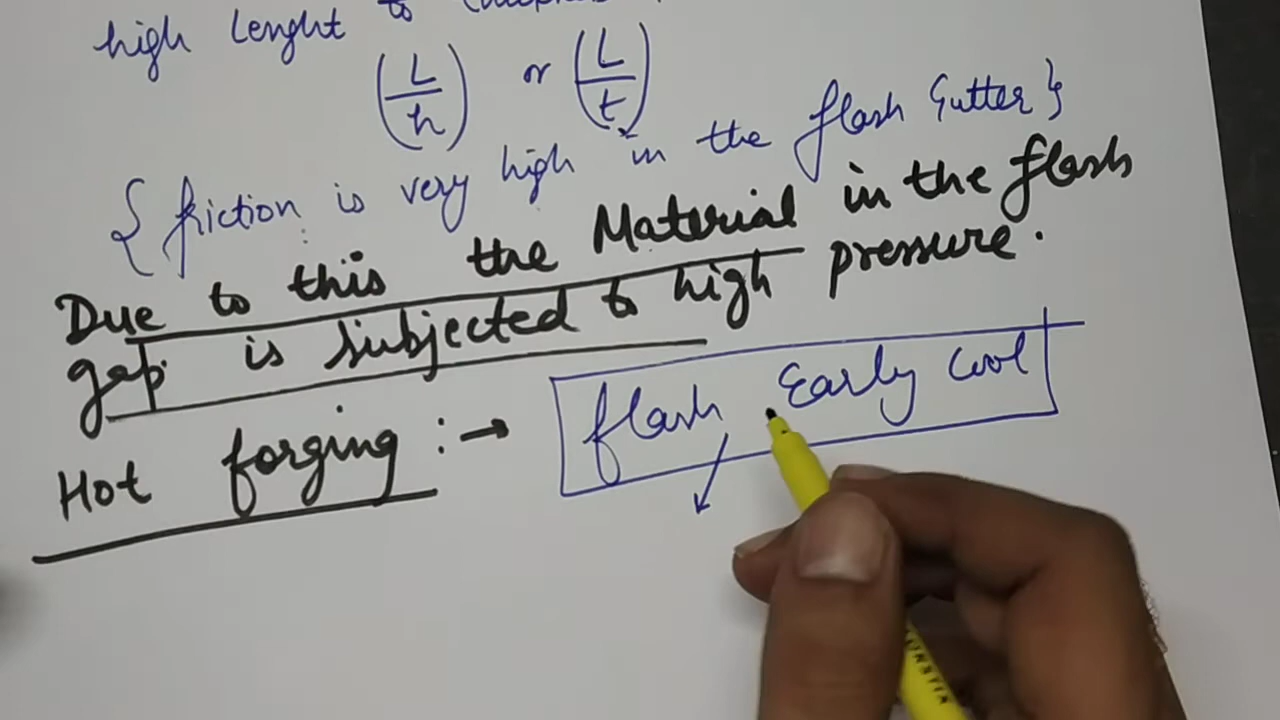 high Lenght to
(L/h) or (L/t)
{ friction is very high in the flash Gutter }
Due to this the Material in the flash
gap is subjected to high pressure.
Hot forging :→ flash Early Cool